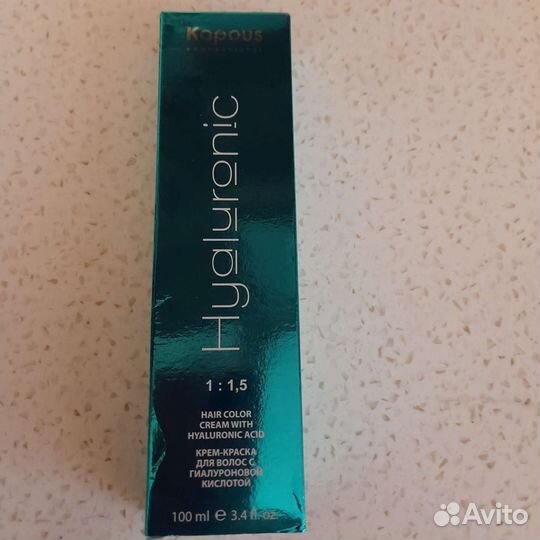 Kapous
professional
Hyaluronic
1 : 1,5
HAIR COLOR
CREAM WITH
HYALURONIC ACID
КРЕМ-КРАСКА
ДЛЯ ВОЛОС С
ГИАЛУРОНОВОЙ
КИСЛОТОЙ
100 ml ℮ 3.4 fl. oz.
Avito